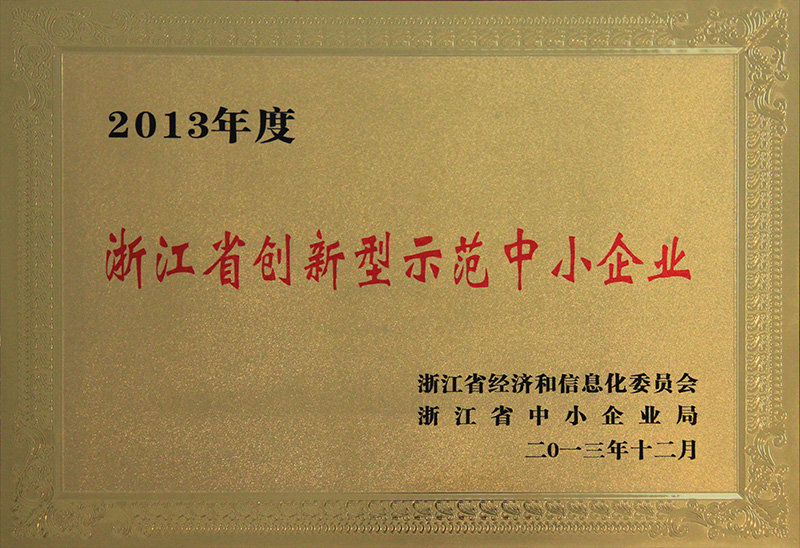 2013年度
浙江省创新型示范中小企业
浙江省经济和信息化委员会
浙江省中小企业局
二0一三年十二月